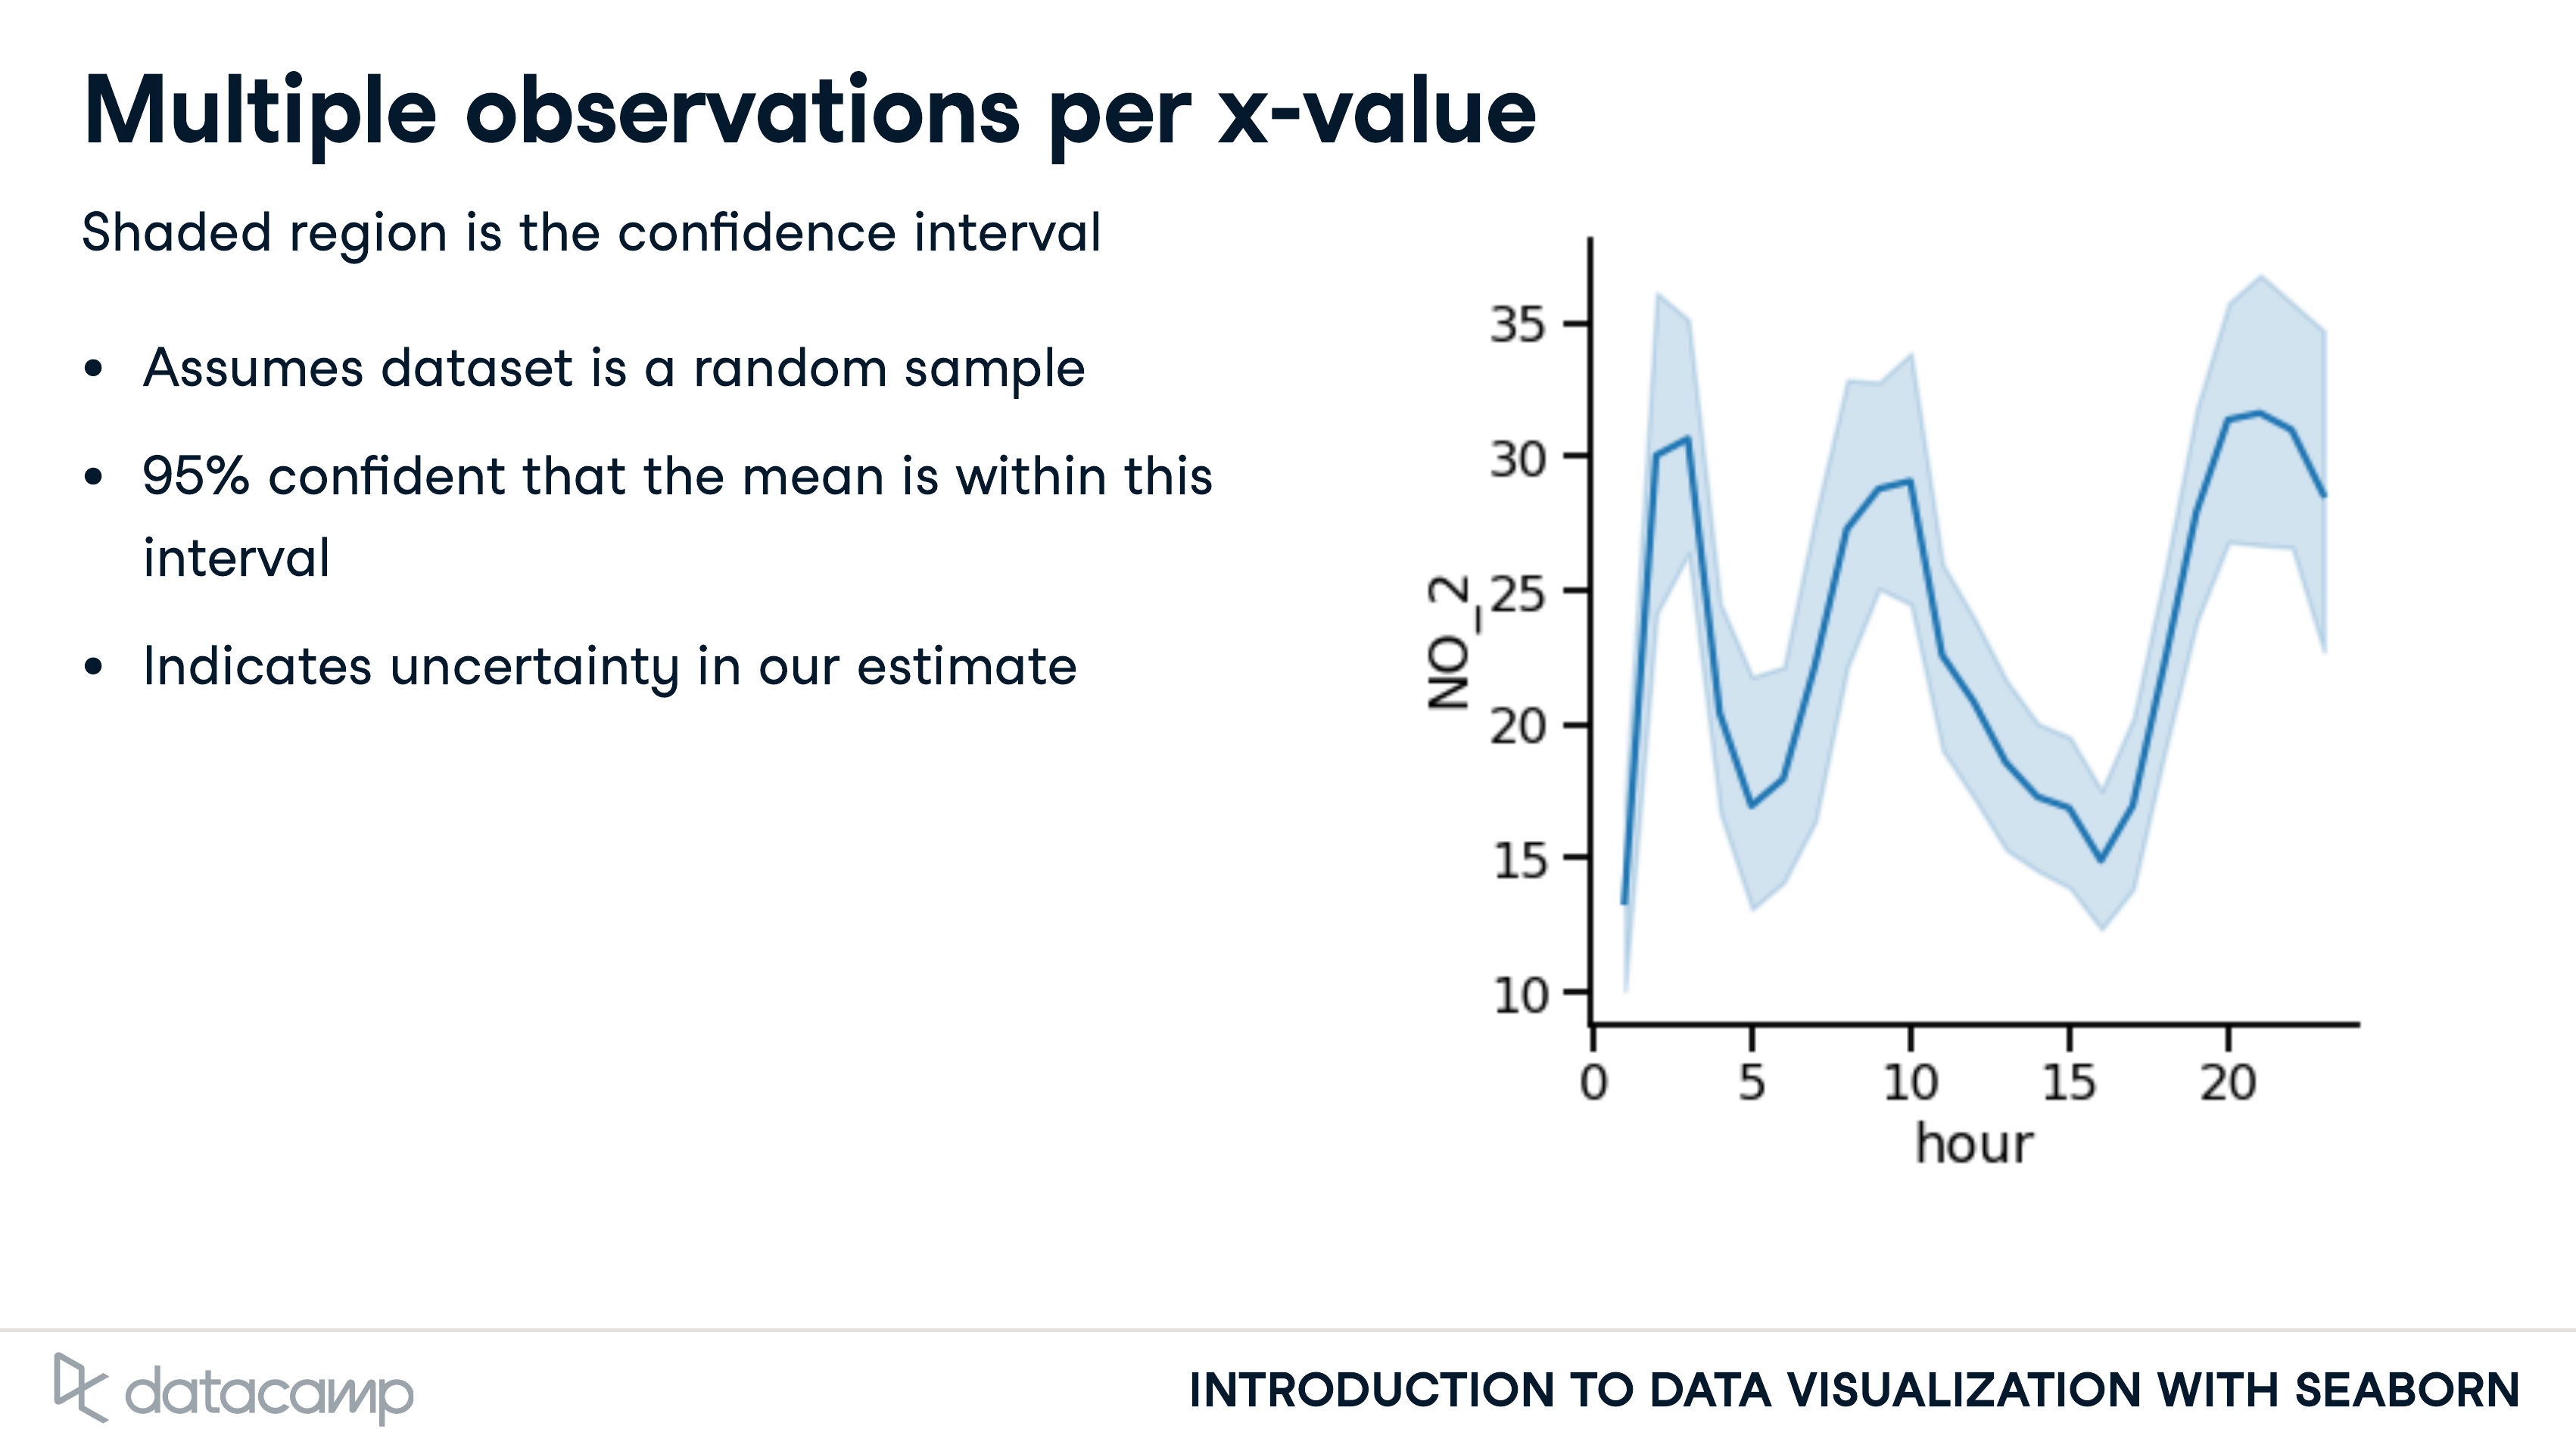 Multiple observations per x-value
Shaded region is the confidence interval
• Assumes dataset is a random sample
• 95% confident that the mean is within this
interval
• Indicates uncertainty in our estimate
35
30
25
20
15
10
NO_2
0 5 10 15 20
hour
datacamp
INTRODUCTION TO DATA VISUALIZATION WITH SEABORN